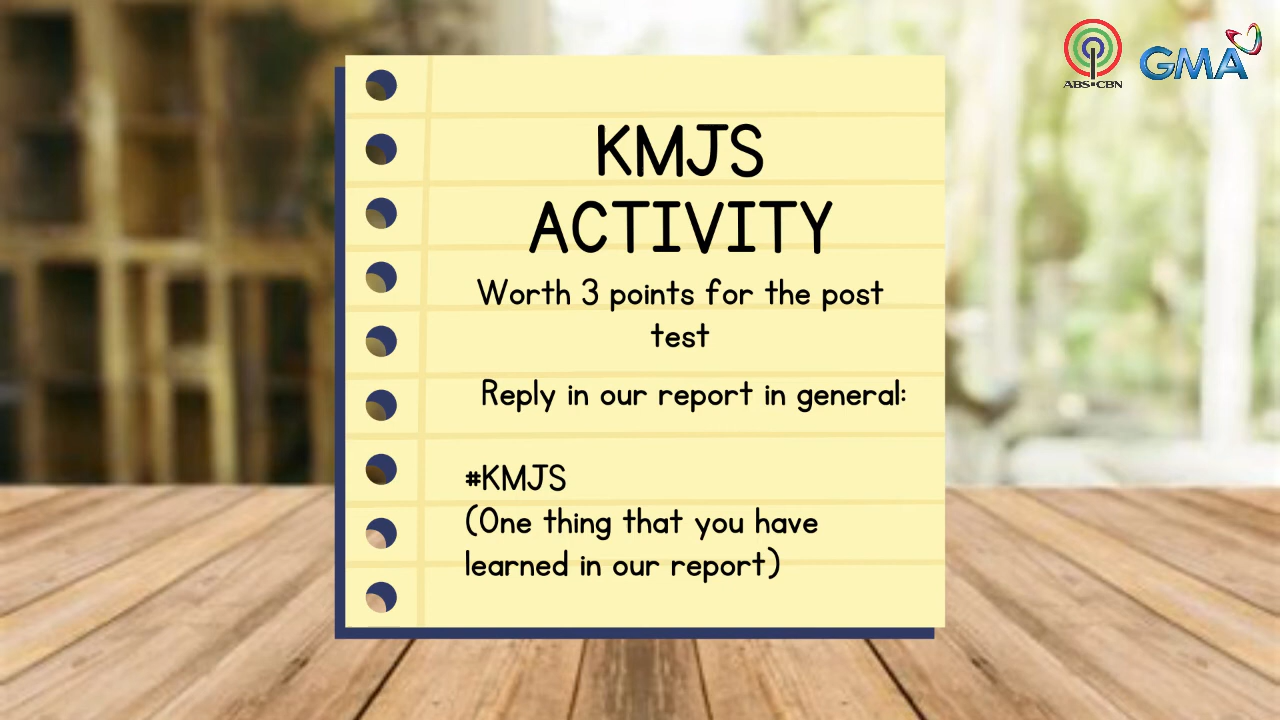 ABS-CBN GMA
KMJS
ACTIVITY
Worth 3 points for the post
test
Reply in our report in general:
#KMJS
(One thing that you have
learned in our report)